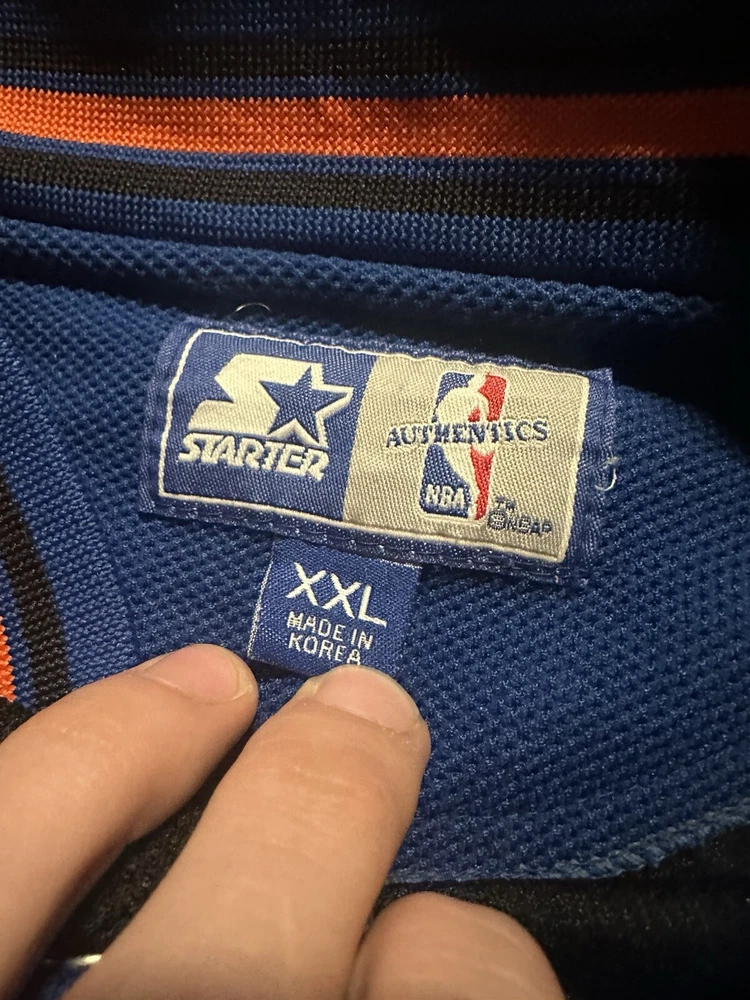 STARTER
AUTHENTICS
NBA
XXL
MADE IN
KOREA